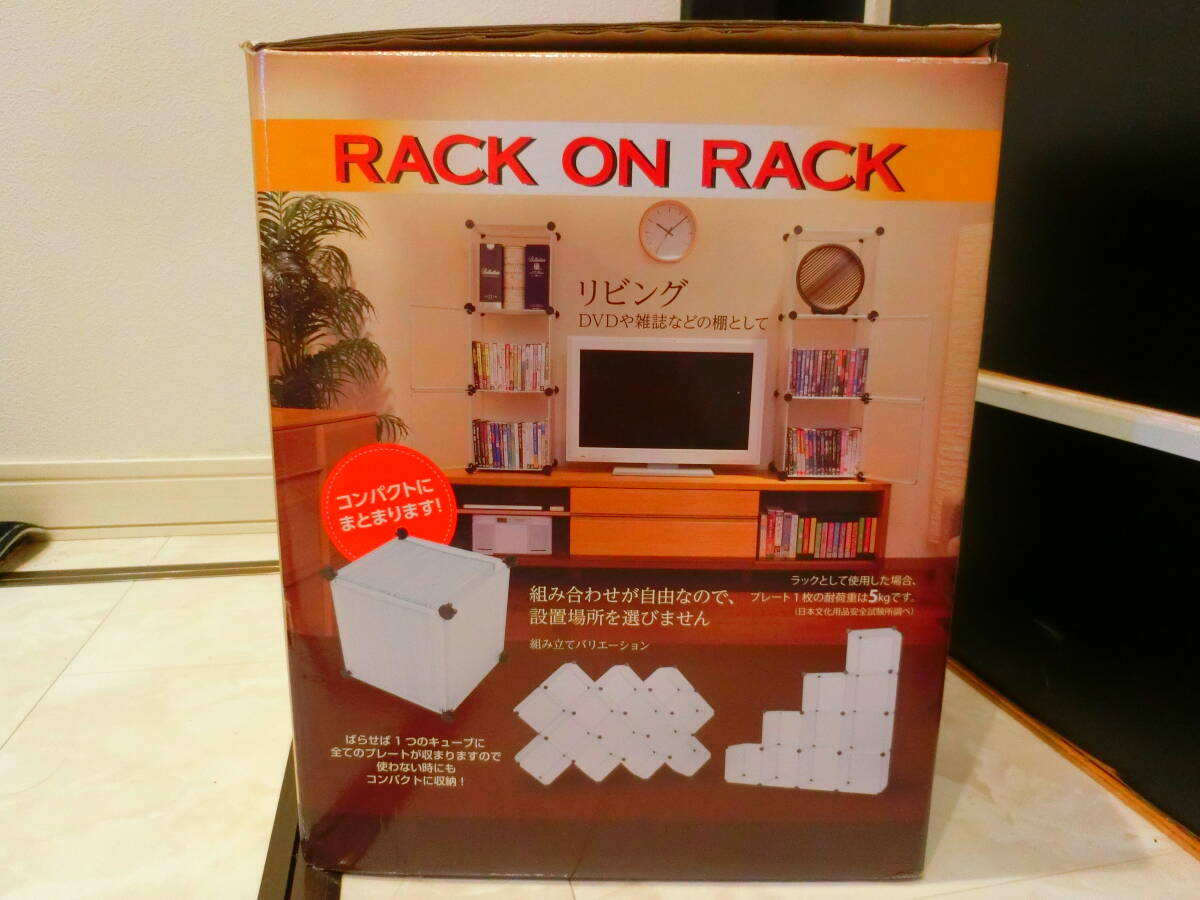 RACK ON RACK
リビング
DVDや雑誌などの棚として
コンパクトに
まとまります!
組み合わせが自由なので、
設置場所を選びません
組み立てバリエーション
ラックとして使用した場合、
プレート1枚の耐荷重は5kgです。
(日本文化用品安全試験所調べ)
ばらせば1つのキューブに
全てのプレートが収まりますので
使わない時にも
コンパクトに収納!